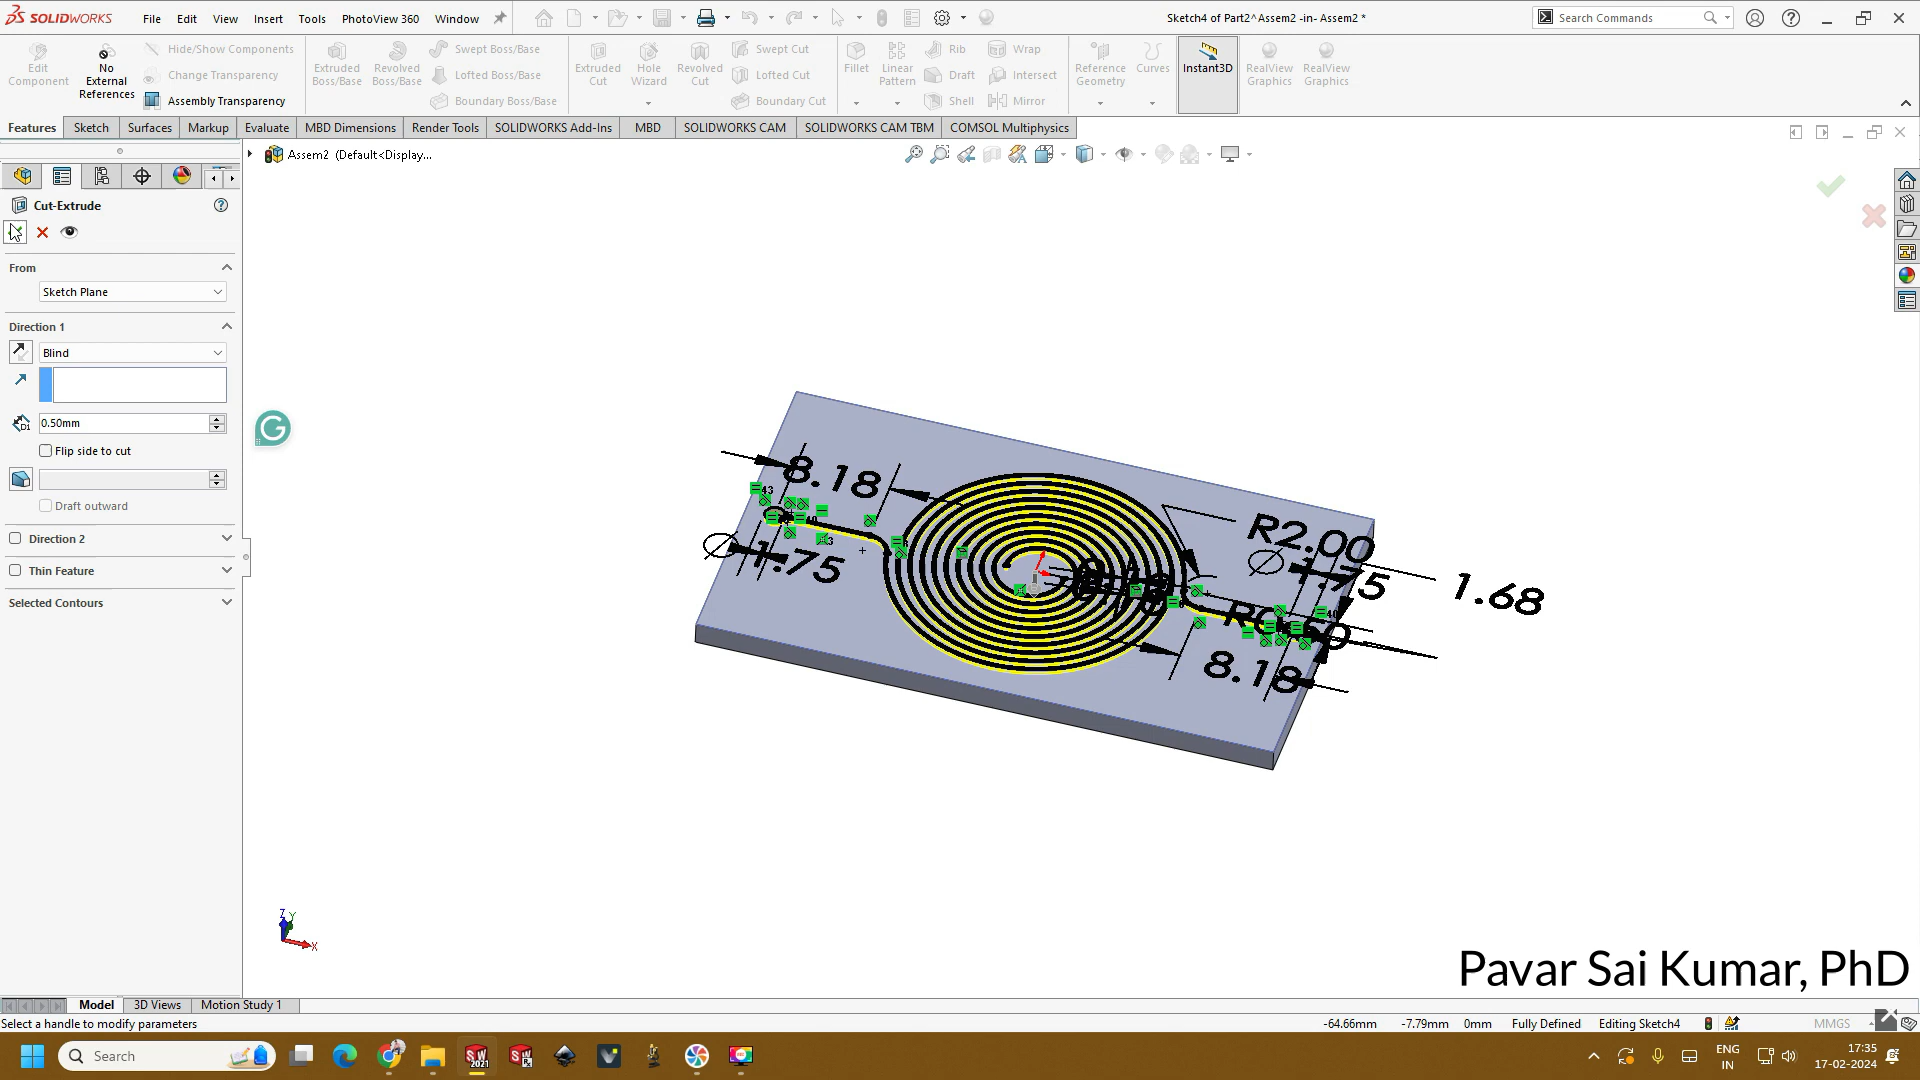 SOLIDWORKS
File Edit View Insert Tools PhotoView 360 Window
Sketch4 of Part2^Assem2 -in- Assem2 *
Search Commands
Edit Component
No External References
Hide/Show Components
Change Transparency
Assembly Transparency
Extruded Boss/Base
Revolved Boss/Base
Swept Boss/Base
Lofted Boss/Base
Boundary Boss/Base
Extruded Cut
Hole Wizard
Revolved Cut
Swept Cut
Lofted Cut
Boundary Cut
Fillet
Linear Pattern
Rib
Draft
Shell
Wrap
Intersect
Mirror
Reference Geometry
Curves
Instant3D
RealView Graphics
RealView Graphics
Features Sketch Surfaces Markup Evaluate MBD Dimensions Render Tools SOLIDWORKS Add-Ins MBD SOLIDWORKS CAM SOLIDWORKS CAM TBM COMSOL Multiphysics
Assem2 (Default<Display...
Cut-Extrude
From
Sketch Plane
Direction 1
Blind
D1
0.50mm
Flip side to cut
Draft outward
Direction 2
Thin Feature
Selected Contours
8.18
1.75
R2.00
1.75
1.68
8.18
43
Z
Y
X
Pavar Sai Kumar, PhD
Model 3D Views Motion Study 1
Select a handle to modify parameters
-64.66mm -7.79mm 0mm Fully Defined Editing Sketch4 MMGS
Search
SW 2021
ENG IN
17:35
17-02-2024